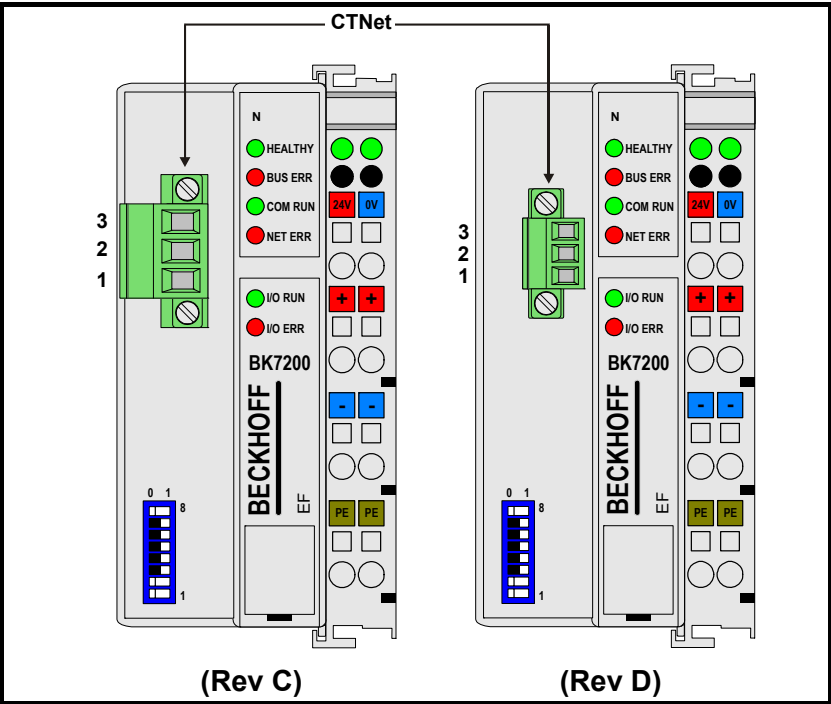 CTNet
N
HEALTHY
BUS ERR
COM RUN
NET ERR
24V 0V
3
2
1
+ +
I/O RUN
I/O ERR
BK7200
BECKHOFF
EF
- -
PE PE
0 1
8
1
(Rev C)
N
HEALTHY
BUS ERR
COM RUN
NET ERR
24V 0V
3
2
1
+ +
I/O RUN
I/O ERR
BK7200
BECKHOFF
EF
- -
PE PE
0 1
8
1
(Rev D)